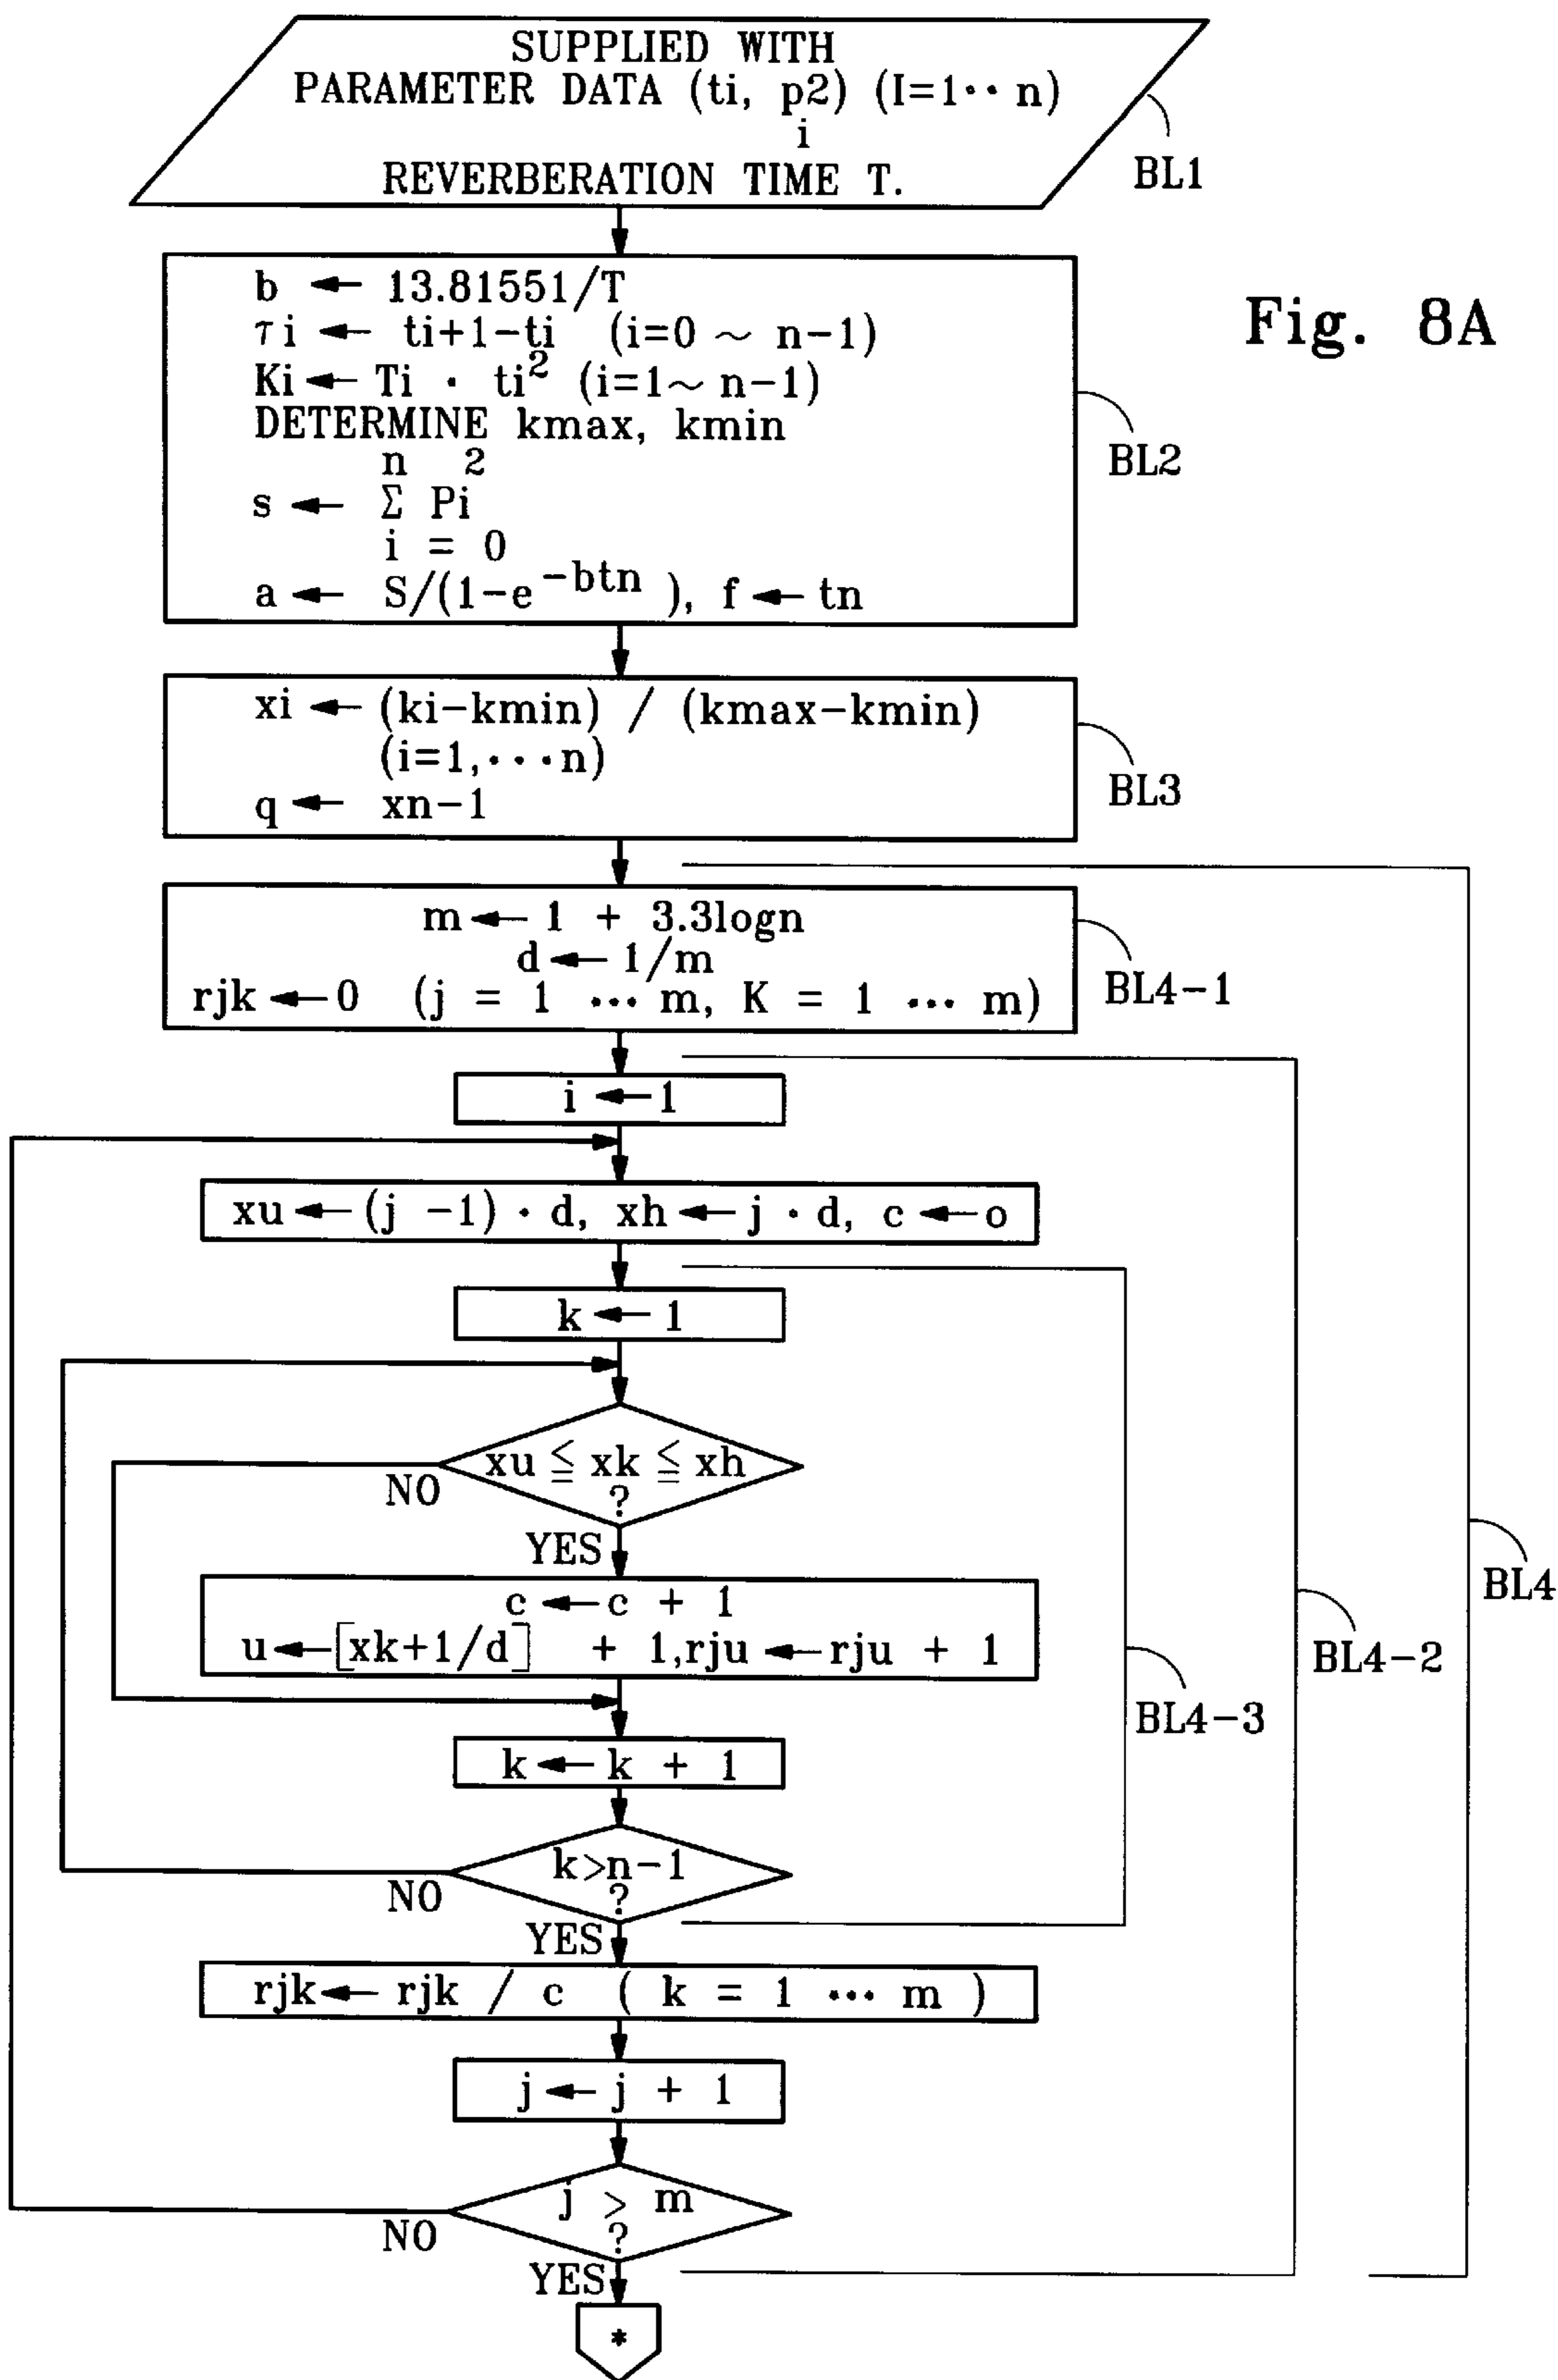 SUPPLIED WITH
PARAMETER DATA (ti, p2) (I=1·· n)
i
REVERBERATION TIME T.
BL1
Fig. 8A
b ← 13.81551/T
τi ← ti+1-ti (i=0 ~ n-1)
Ki ← Ti · ti² (i=1~ n-1)
DETERMINE kmax, kmin
n 2
s ← Σ Pi
i = 0
a ← S/(1-e^-btn ), f ← tn
BL2
xi ← (ki-kmin) / (kmax-kmin)
(i=1,···n)
q ← xn-1
BL3
m ← 1 + 3.3logn
d ← 1/m
rjk ← 0 (j = 1 ··· m, K = 1 ··· m)
BL4-1
i ← 1
xu ← (j -1) · d, xh ← j · d, c ← o
k ← 1
xu ≦ xk ≦ xh
?
NO
YES
c ← c + 1
u ← [xk+1/d] + 1,rju ← rju + 1
BL4
BL4-2
BL4-3
k ← k + 1
k>n-1
?
NO
YES
rjk ← rjk / c ( k = 1 ··· m )
j ← j + 1
j > m
?
NO
YES
*